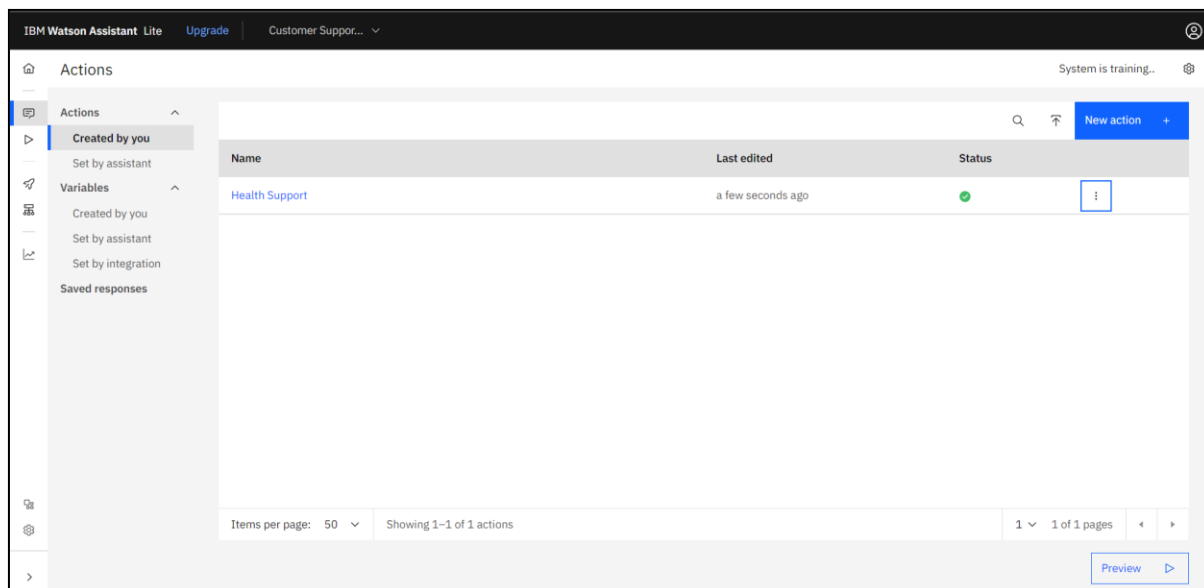 IBM Watson Assistant Lite Upgrade Customer Suppor...
Actions
System is training..
Actions
Created by you
Set by assistant
Variables
Created by you
Set by assistant
Set by integration
Saved responses
New action +
Name Last edited Status
Health Support a few seconds ago
Items per page: 50 Showing 1–1 of 1 actions 1 1 of 1 pages
Preview